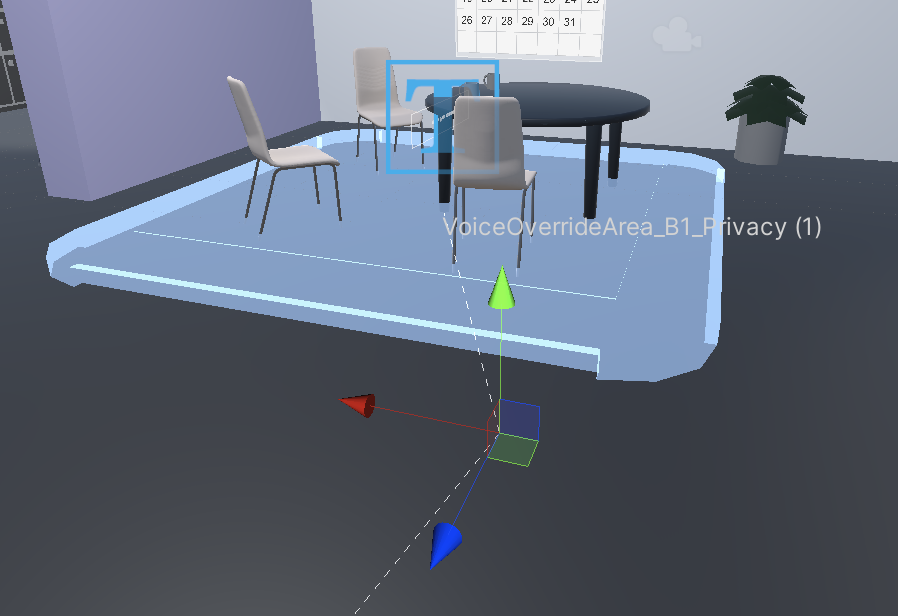 26 27 28 29 30 31
T
VoiceOverrideArea_B1_Privacy (1)